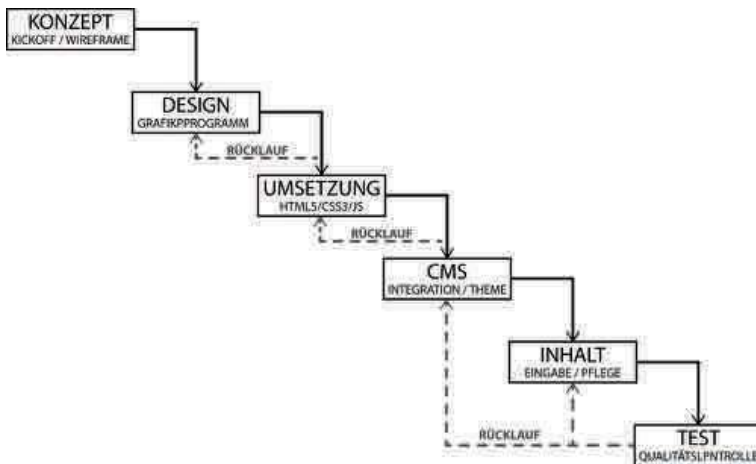 KONZEPT
KICKOFF / WIREFRAME
DESIGN
GRAFIKPPROGRAMM
RÜCKLAUF
UMSETZUNG
HTML5/CSS3/JS
RÜCKLAUF
CMS
INTEGRATION / THEME
INHALT
EINGABE / PFLEGE
RÜCKLAUF
TEST
QUALITÄTSLPNTROLLE